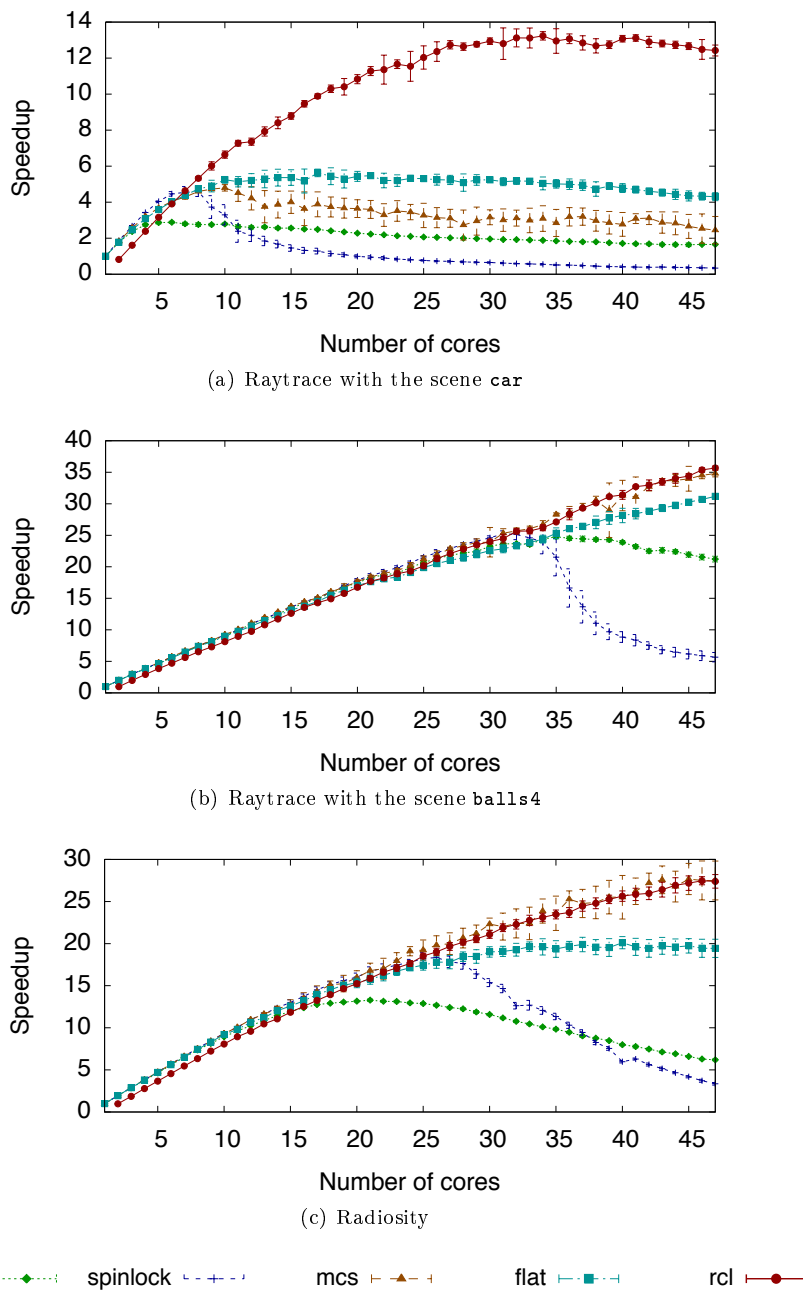 14
12
10
8
6
4
2
0
Speedup
5 10 15 20 25 30 35 40 45
Number of cores
(a) Raytrace with the scene car
40
35
30
25
20
15
10
5
0
Speedup
5 10 15 20 25 30 35 40 45
Number of cores
(b) Raytrace with the scene balls4
30
25
20
15
10
5
0
Speedup
5 10 15 20 25 30 35 40 45
Number of cores
(c) Radiosity
spinlock mcs flat rcl